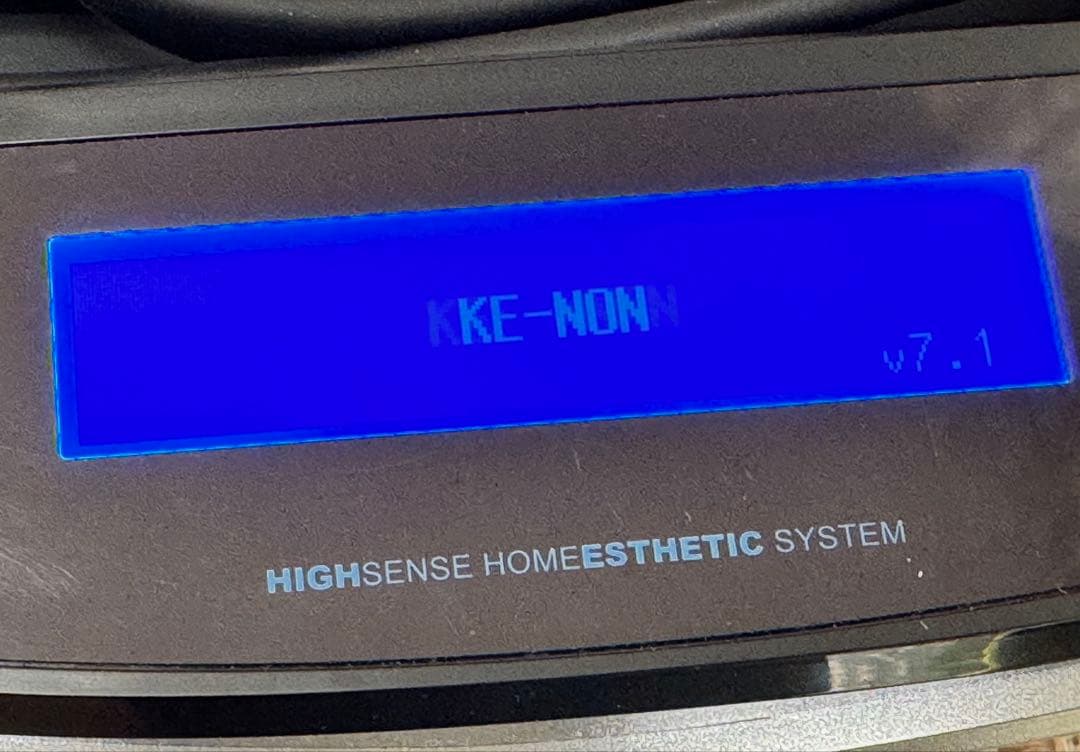 KE-NON
v7.1
HIGHSENSE HOMEESTHETIC SYSTEM